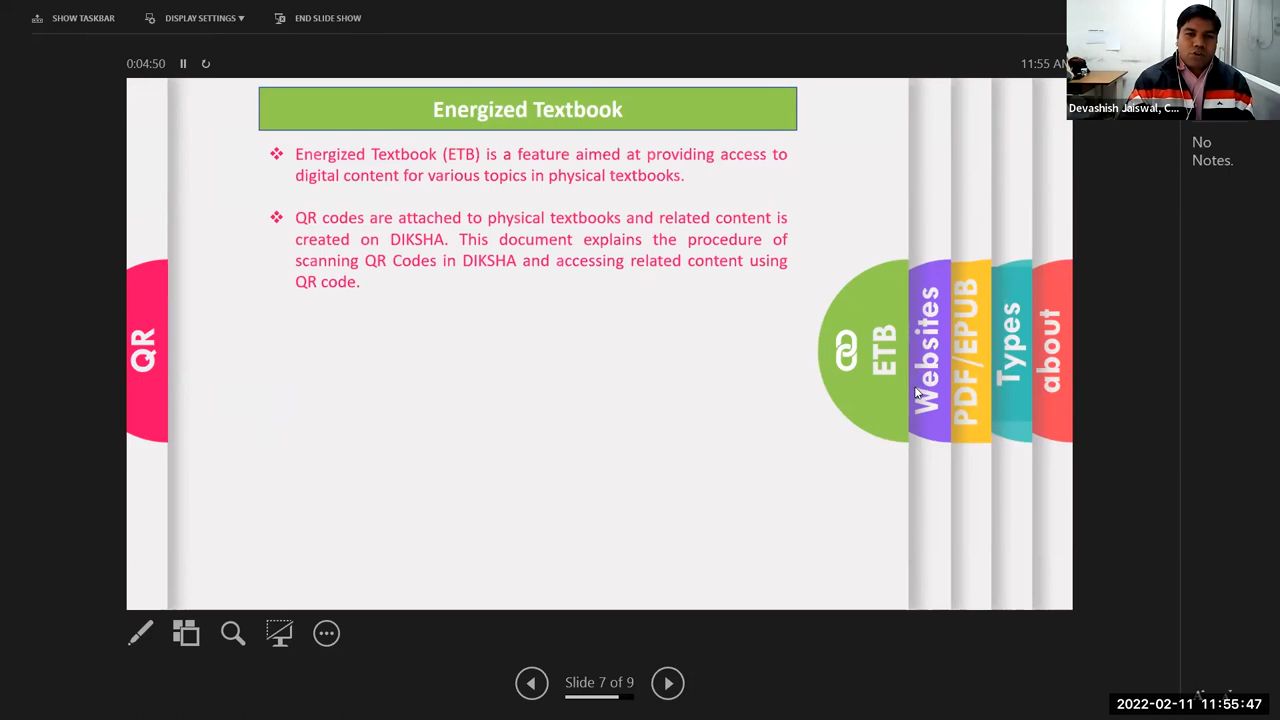 SHOW TASKBAR
DISPLAY SETTINGS ▼
END SLIDE SHOW
0:04:50
11:55 AM
Devashish Jaiswal, C...
No
Notes.
Energized Textbook
❖ Energized Textbook (ETB) is a feature aimed at providing access to
digital content for various topics in physical textbooks.
❖ QR codes are attached to physical textbooks and related content is
created on DIKSHA. This document explains the procedure of
scanning QR Codes in DIKSHA and accessing related content using
QR code.
QR
ETB
Websites
PDF/EPUB
Types
about
Slide 7 of 9
2022-02-11 11:55:47